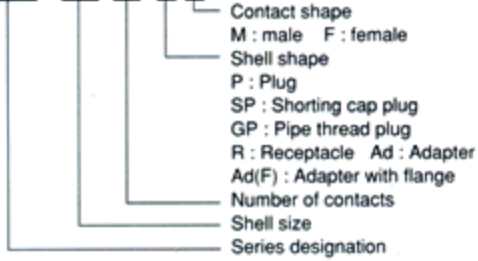 Contact shape
M : male F : female
Shell shape
P : Plug
SP : Shorting cap plug
GP : Pipe thread plug
R : Receptacle Ad : Adapter
Ad(F) : Adapter with flange
Number of contacts
Shell size
Series designation